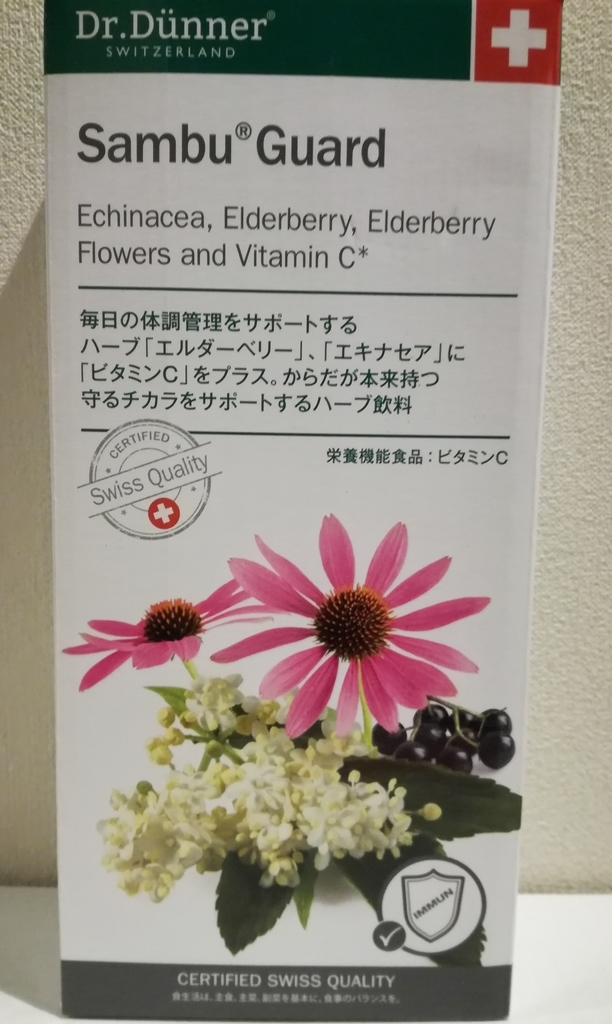 Dr.Dünner®
SWITZERLAND
Sambu®Guard
Echinacea, Elderberry, Elderberry
Flowers and Vitamin C*
毎日の体調管理をサポートする
ハーブ「エルダーベリー」、「エキナセア」に
「ビタミンC」をプラス。からだが本来持つ
守るチカラをサポートするハーブ飲料
栄養機能食品：ビタミンC
CERTIFIED
Swiss Quality
IMMUN
CERTIFIED SWISS QUALITY
食生活は、主食、主菜、副菜を基本に、食事のバランスを。